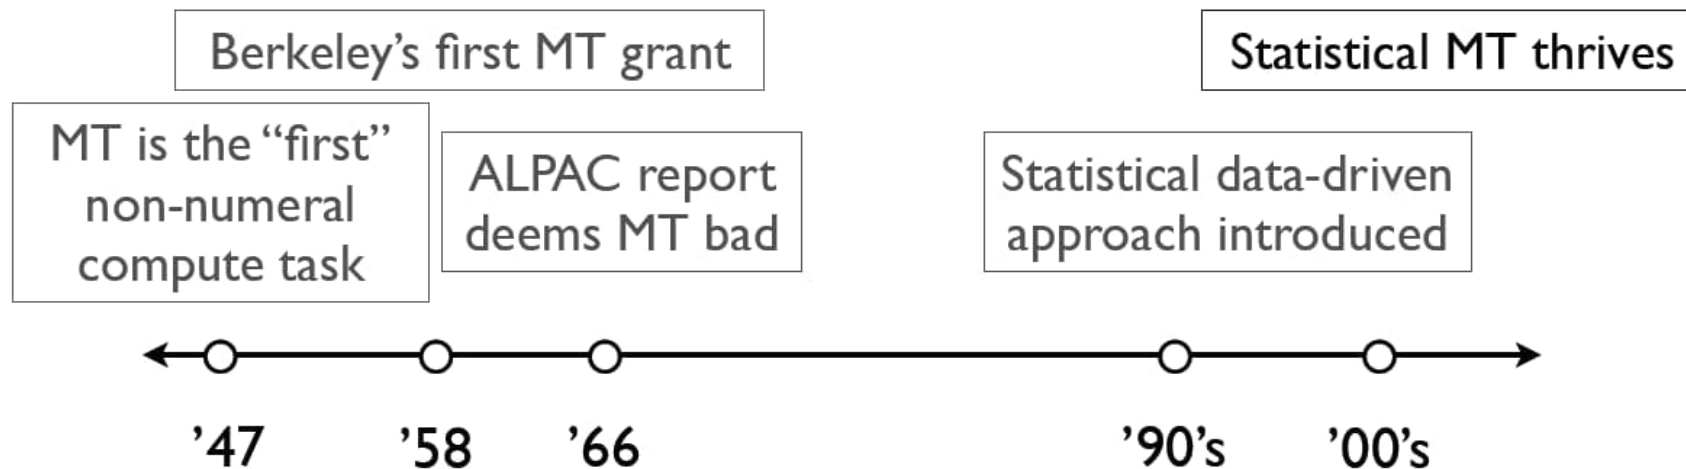 Berkeley’s first MT grant
Statistical MT thrives
MT is the “first”
non-numeral
compute task
ALPAC report
deems MT bad
Statistical data-driven
approach introduced
’47
’58
’66
’90’s
’00’s